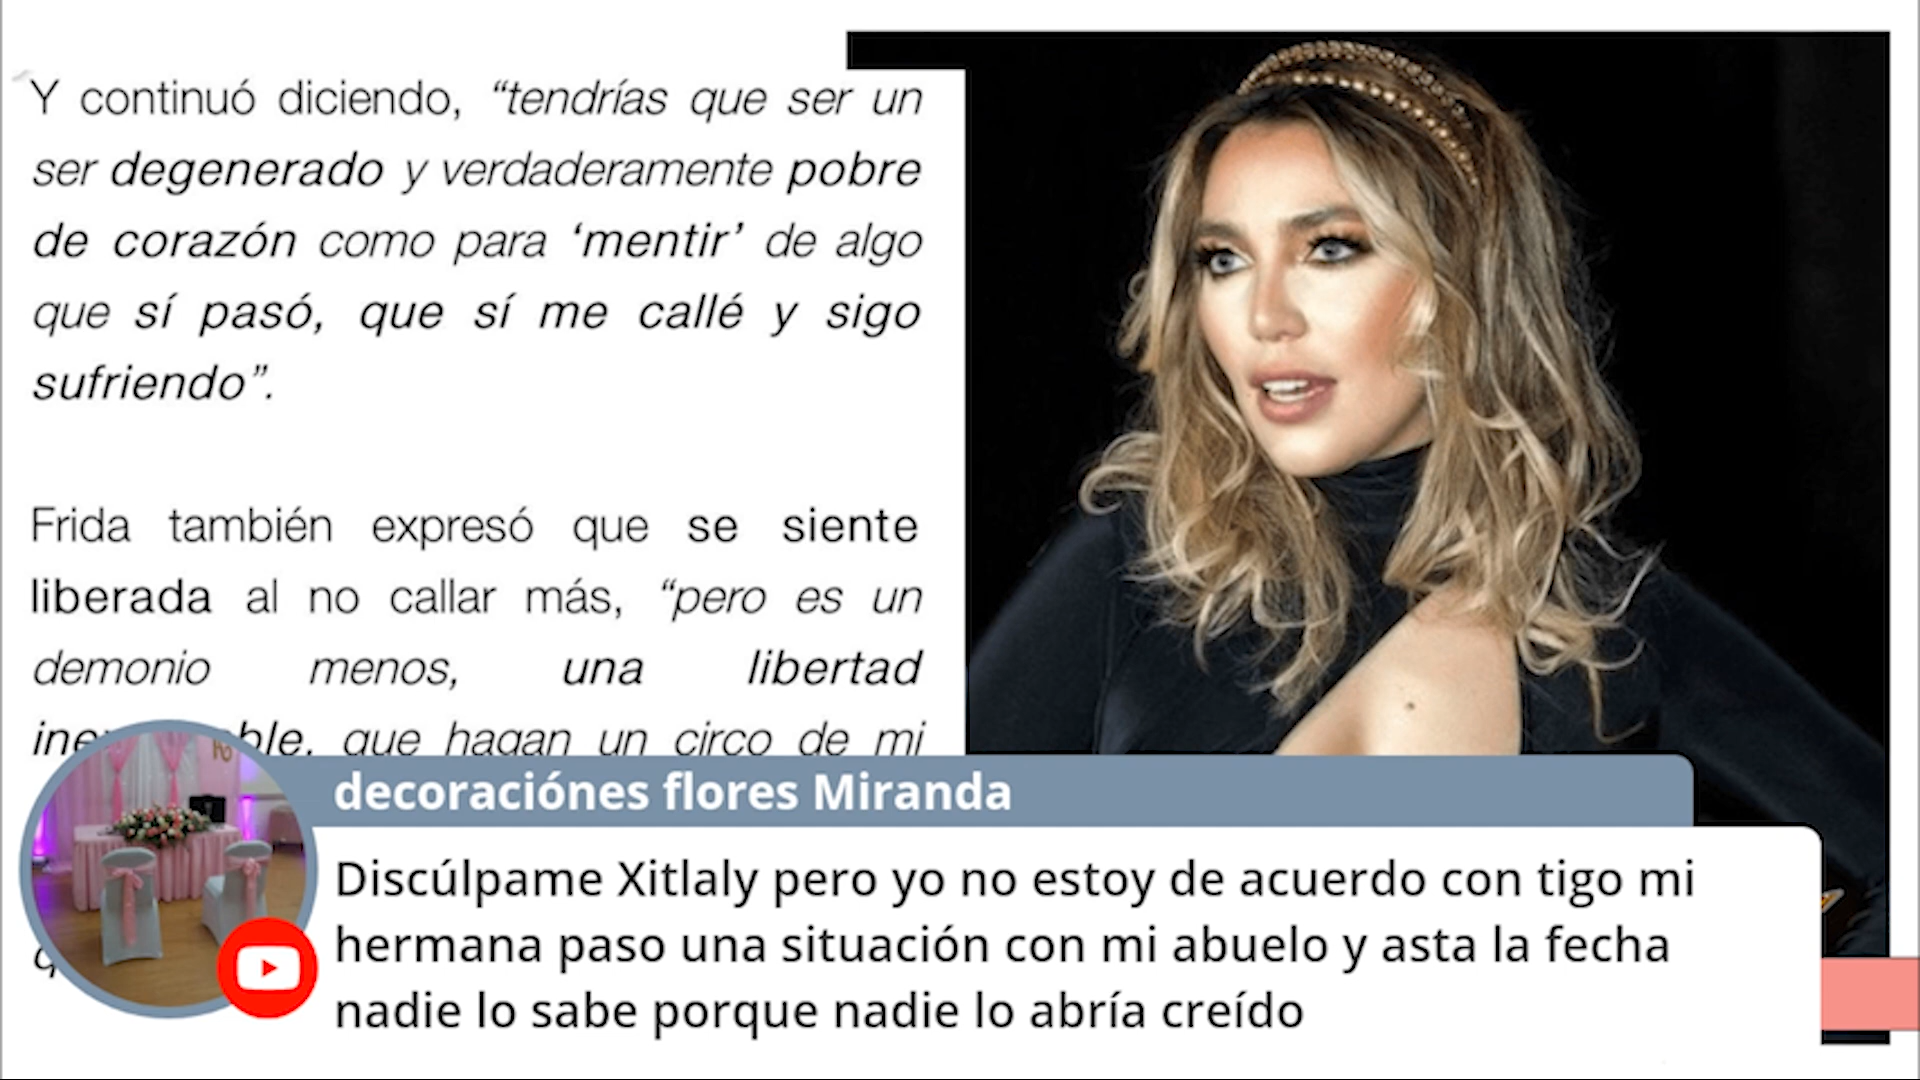 Y continuó diciendo, “tendrías que ser un
ser degenerado y verdaderamente pobre
de corazón como para ‘mentir’ de algo
que sí pasó, que sí me callé y sigo
sufriendo”.
Frida también expresó que se siente
liberada al no callar más, “pero es un
demonio menos, una libertad
que hagan un circo de mi
decoraciónes flores Miranda
Discúlpame Xitlaly pero yo no estoy de acuerdo con tigo mi
hermana paso una situación con mi abuelo y asta la fecha
nadie lo sabe porque nadie lo abría creído